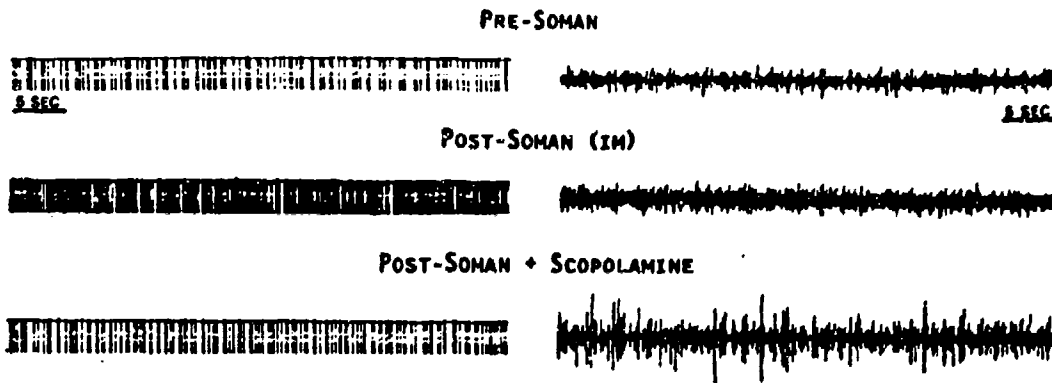 PRE-SOMAN
5 SEC
5 SEC
POST-SOMAN (IM)
POST-SOMAN + SCOPOLAMINE